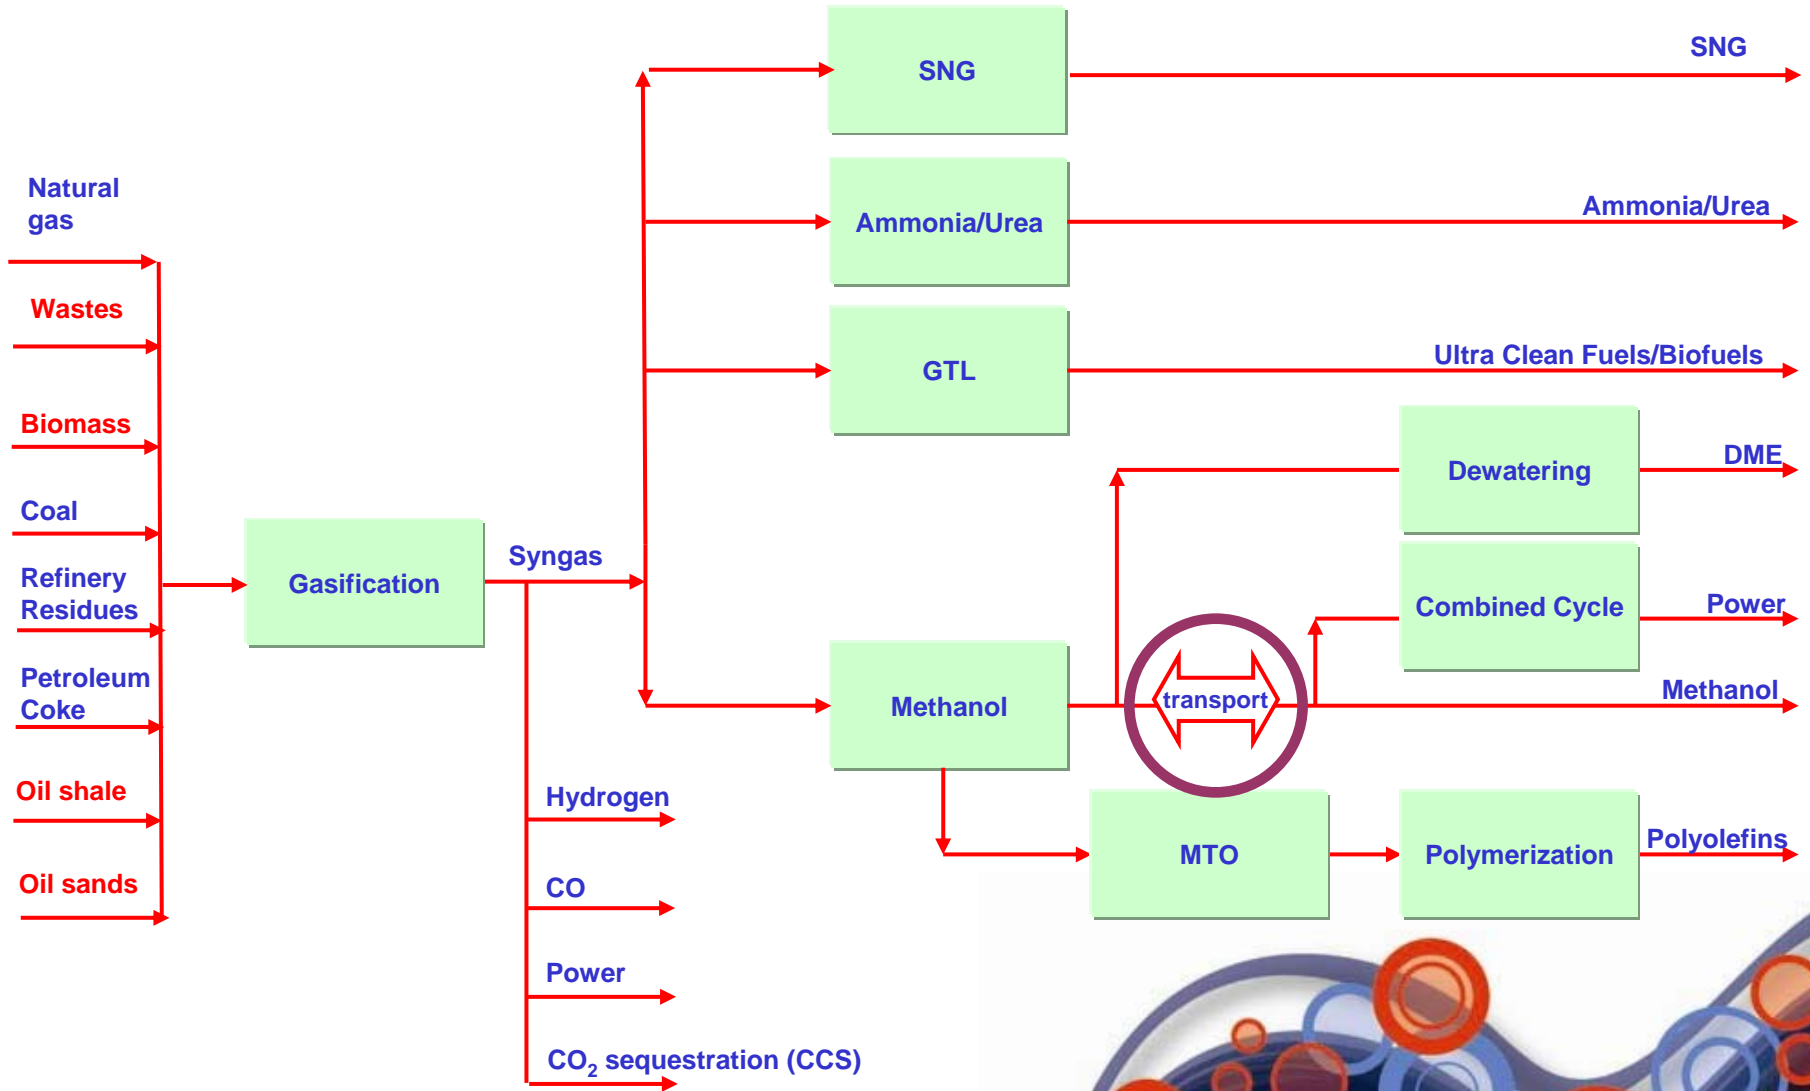 Natural
gas
Wastes
Biomass
Coal
Refinery
Residues
Petroleum
Coke
Oil shale
Oil sands
Gasification
Syngas
Hydrogen
CO
Power
CO₂ sequestration (CCS)
SNG
SNG
Ammonia/Urea
Ammonia/Urea
GTL
Ultra Clean Fuels/Biofuels
Dewatering
DME
Combined Cycle
Power
Methanol
transport
Methanol
MTO
Polymerization
Polyolefins